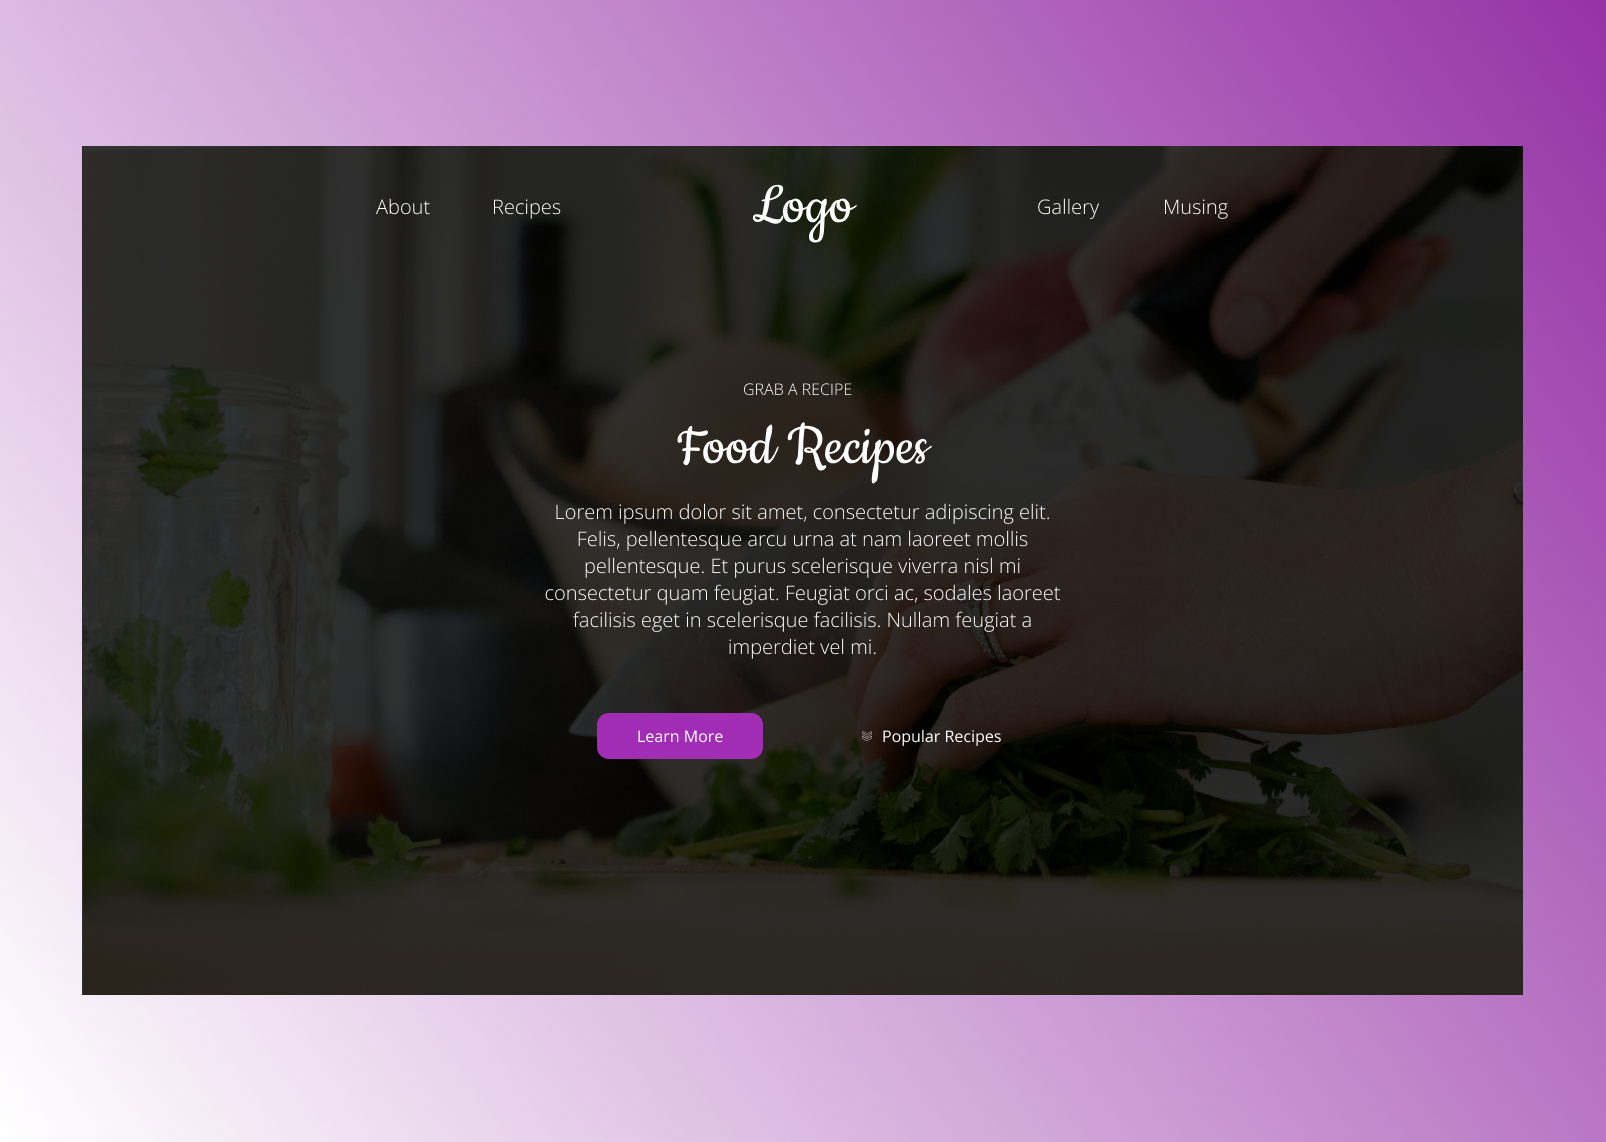 About Recipes Logo Gallery Musing
GRAB A RECIPE
Food Recipes
Lorem ipsum dolor sit amet, consectetur adipiscing elit.
Felis, pellentesque arcu urna at nam laoreet mollis
pellentesque. Et purus scelerisque viverra nisl mi
consectetur quam feugiat. Feugiat orci ac, sodales laoreet
facilisis eget in scelerisque facilisis. Nullam feugiat a
imperdiet vel mi.
Learn More Popular Recipes